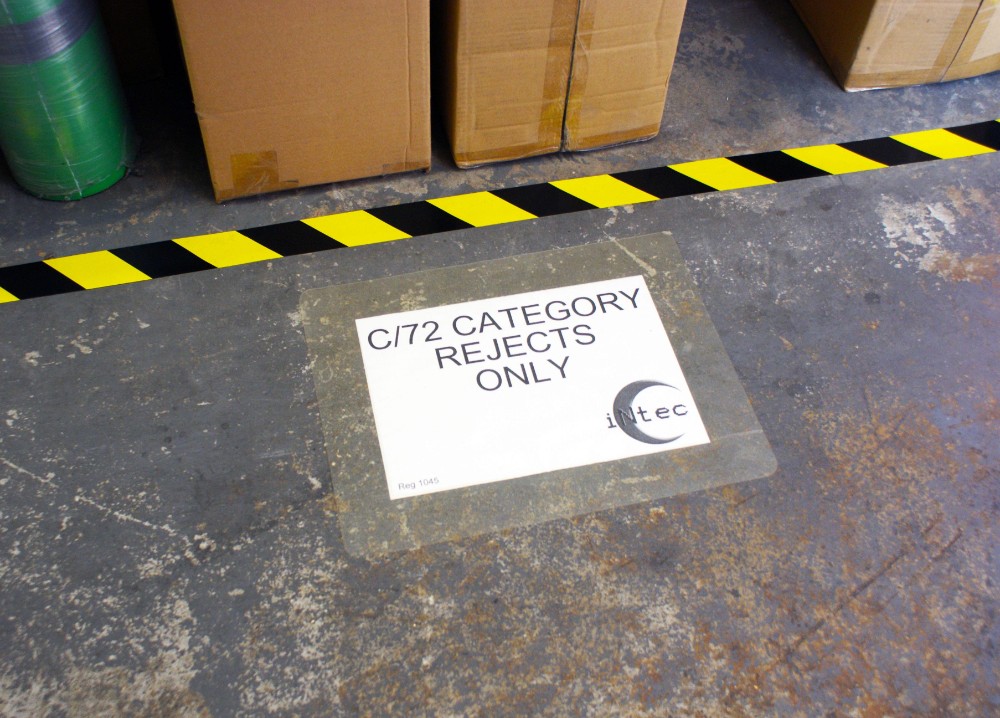 C/72 CATEGORY
REJECTS
ONLY
iNtec
Reg 1045